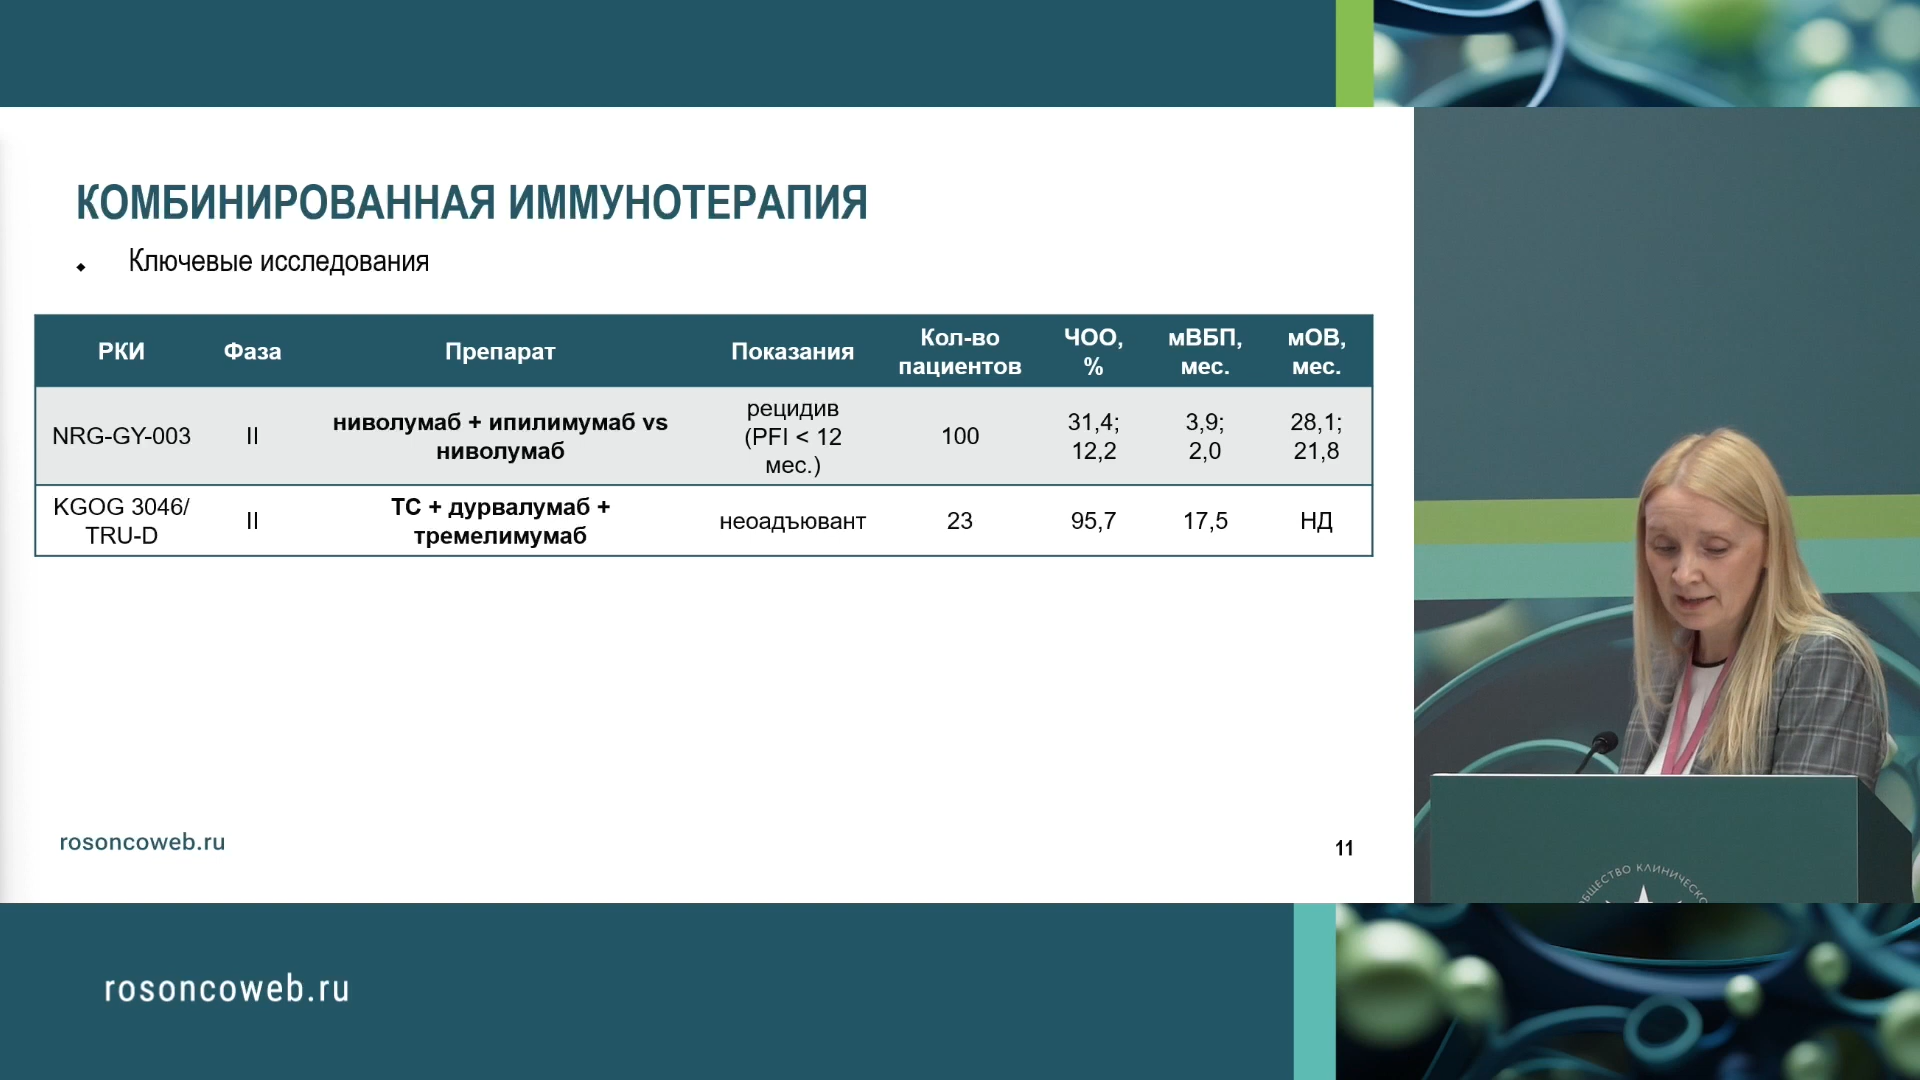 КОМБИНИРОВАННАЯ ИММУНОТЕРАПИЯ
Ключевые исследования
РКИ Фаза Препарат Показания Кол-во пациентов ЧОО, % мВБП, мес. мОВ, мес.
NRG-GY-003 II ниволумаб + ипилимумаб vs ниволумаб рецидив (PFI < 12 мес.) 100 31,4; 12,2 3,9; 2,0 28,1; 21,8
KGOG 3046/ TRU-D II ТС + дурвалумаб + тремелимумаб неоадъювант 23 95,7 17,5 НД
rosoncoweb.ru
11
ОБЩЕСТВО КЛИНИЧЕСКО
rosoncoweb.ru